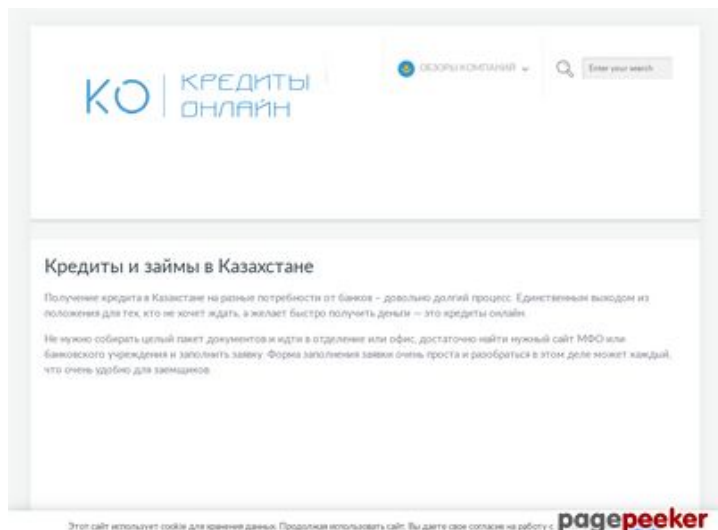 КО
КРЕДИТЫ
ОНЛАЙН
ОБЗОРЫ КОМПАНИЙ
Enter your search
Кредиты и займы в Казахстане
Получение кредита в Казахстане на разные потребности от банков – довольно долгий процесс. Единственным выходом из
положения для тех, кто не хочет ждать, а желает быстро получить деньги — это кредиты онлайн.
Не нужно собирать целый пакет документов и идти в отделение или офис, достаточно найти нужный сайт МФО или
банковского учреждения и заполнить заявку. Форма заполнения заявки очень проста и разобраться в этом деле может каждый,
что очень удобно для заемщиков.
Этот сайт использует cookie для хранения данных. Продолжая использовать сайт, Вы даете свое согласие на работу с
pagepeeker